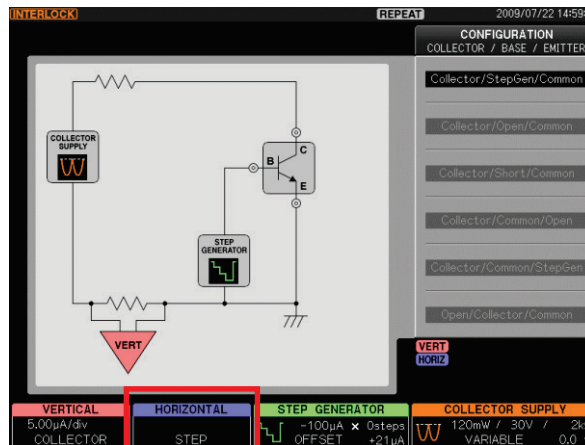 INTERLOCK
REPEAT
2009/07/22 14:59:
CONFIGURATION
COLLECTOR / BASE / EMITTER
Collector/StepGen/Common
Collector/Open/Common
Collector/Short/Common
Collector/Common/Open
Collector/Common/StepGen
Open/Collector/Common
COLLECTOR
SUPPLY
B
C
E
STEP
GENERATOR
VERT
VERT
HORIZ
VERTICAL
5.00μA/div
COLLECTOR
HORIZONTAL
STEP
STEP GENERATOR
-100μA × 0steps
OFFSET +21μA
COLLECTOR SUPPLY
120mW / 30V / 2k
VARIABLE 0.0